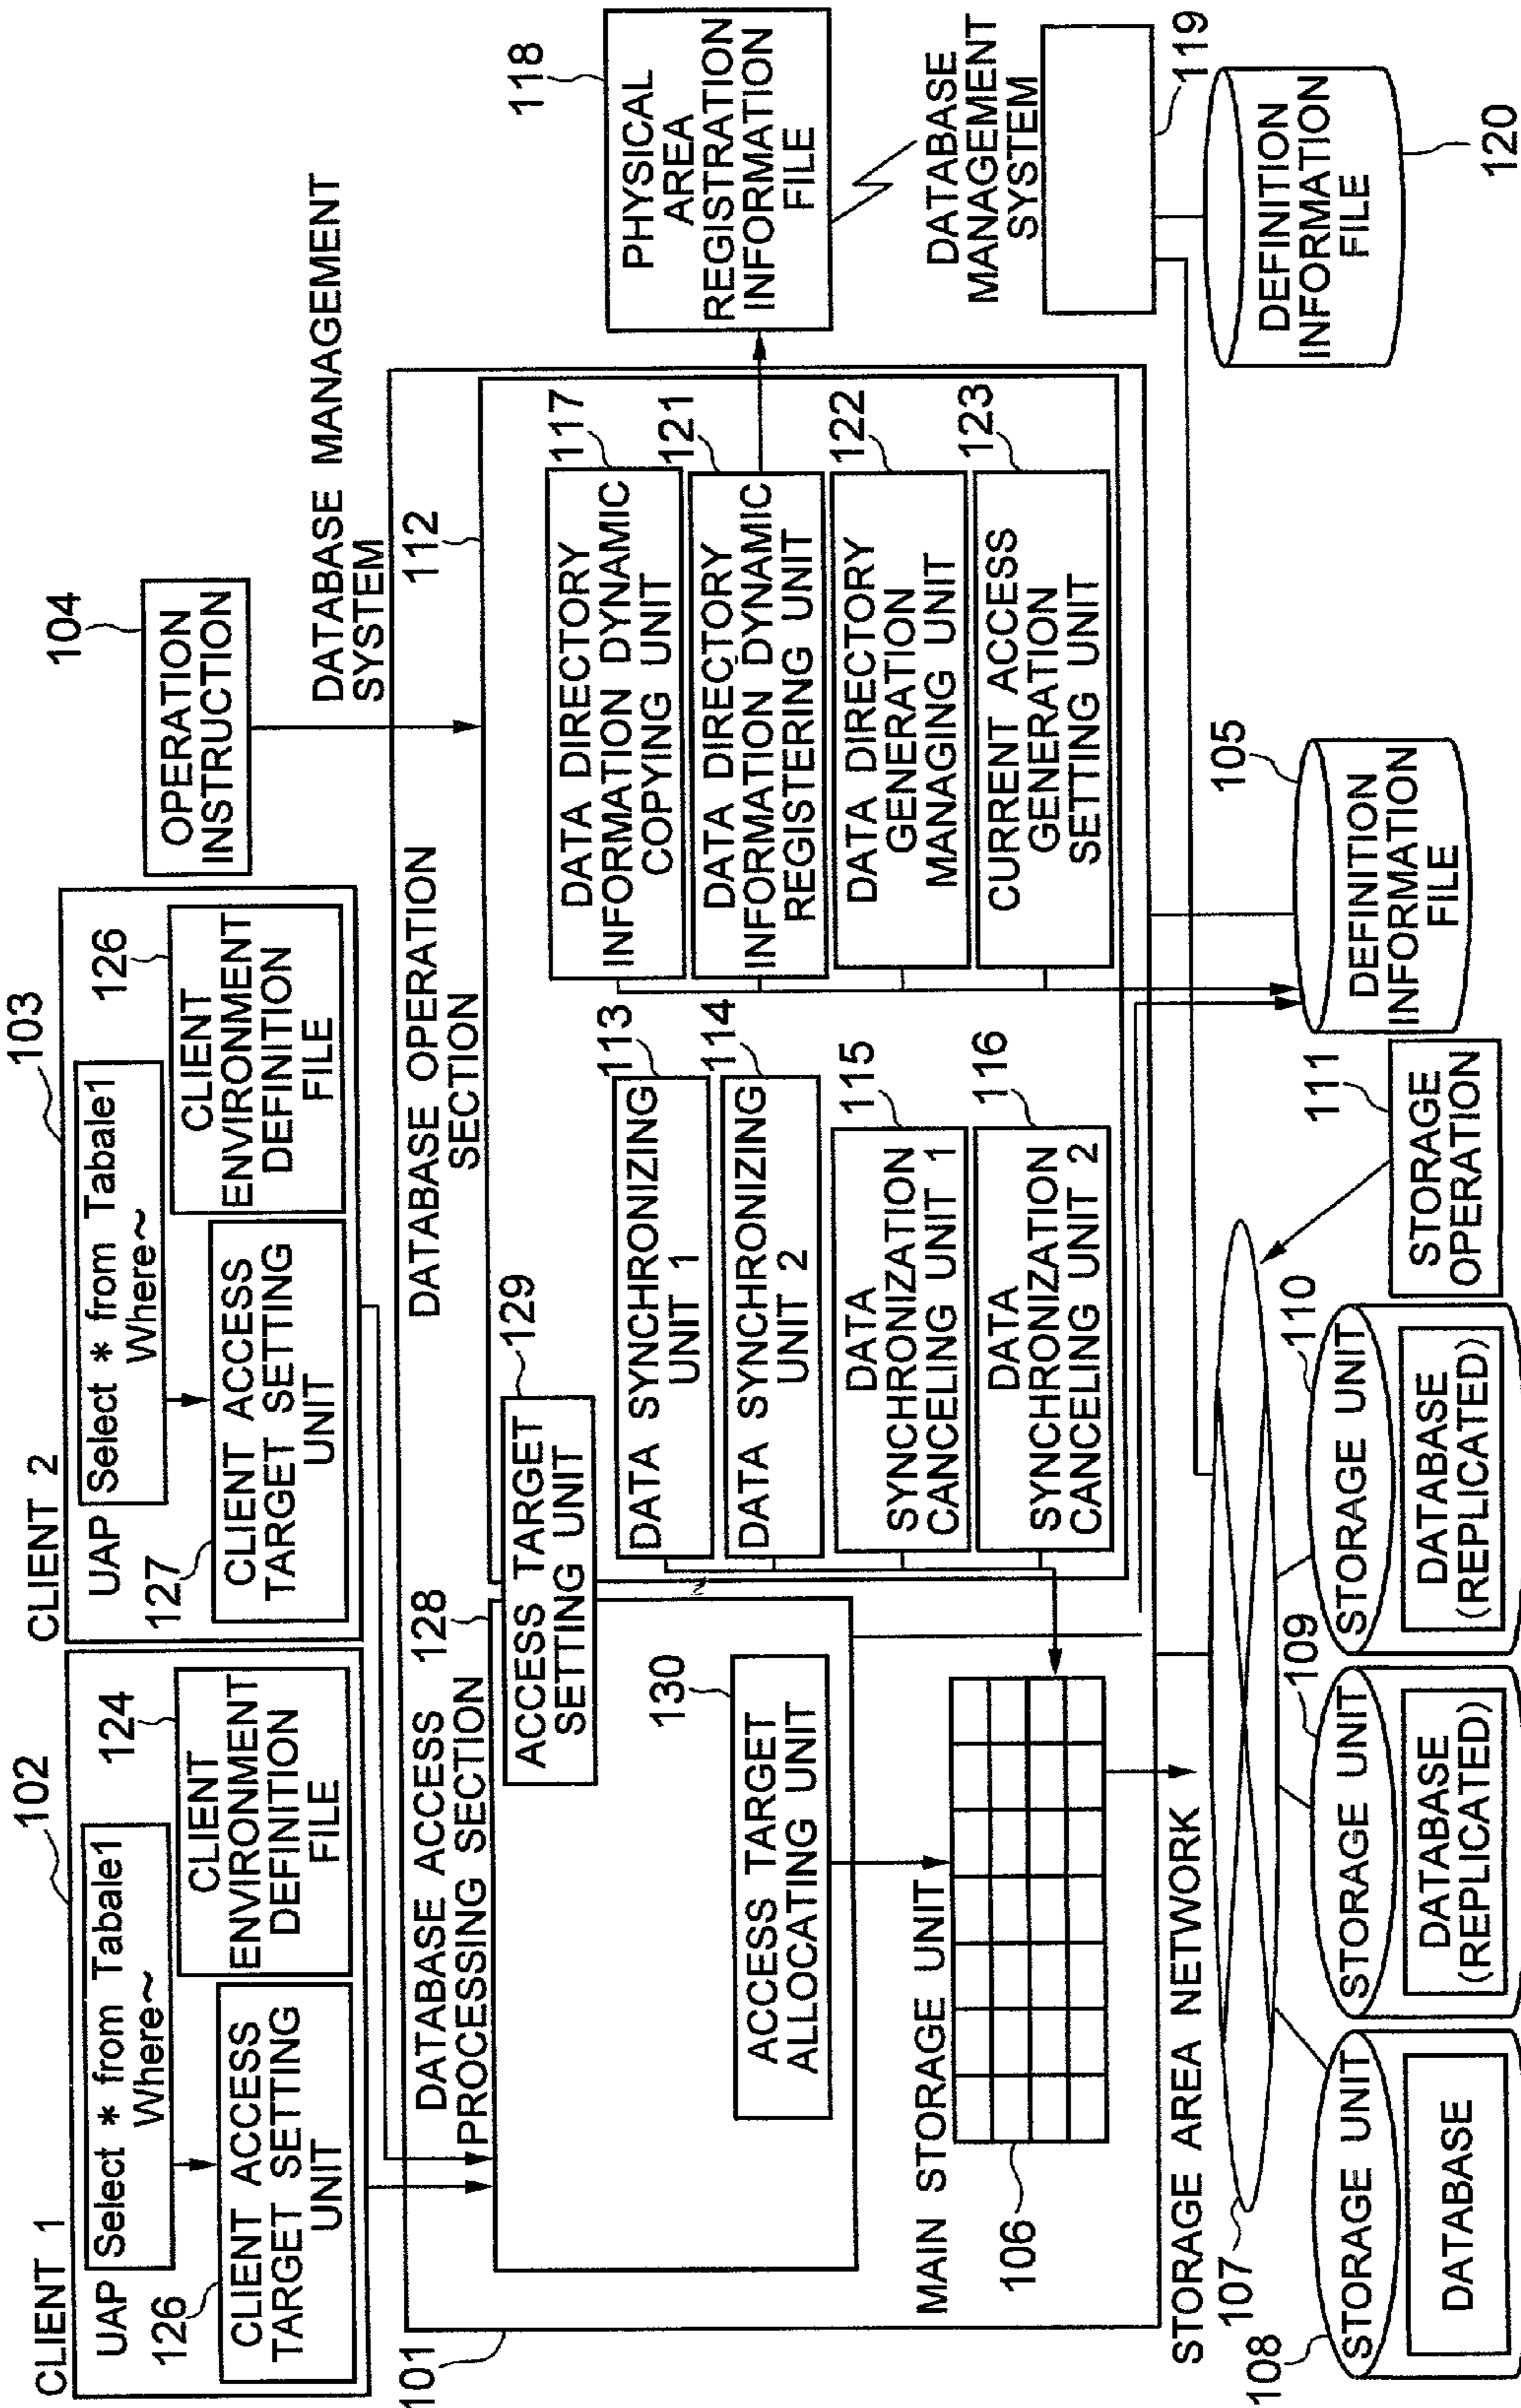 CLIENT 1
102
UAP
Select * from Tabale1
Where~
126
CLIENT ACCESS
TARGET SETTING
UNIT
124
CLIENT
ENVIRONMENT
DEFINITION
FILE
CLIENT 2
103
UAP
Select * from Tabale1
Where~
127
CLIENT ACCESS
TARGET SETTING
UNIT
126
CLIENT
ENVIRONMENT
DEFINITION
FILE
104
OPERATION
INSTRUCTION
DATABASE MANAGEMENT
SYSTEM
101
DATABASE ACCESS
PROCESSING SECTION
128
129
ACCESS TARGET
SETTING UNIT
130
ACCESS TARGET
ALLOCATING UNIT
MAIN STORAGE UNIT
106
DATABASE OPERATION
SECTION
112
113
DATA SYNCHRONIZING
UNIT 1
114
DATA SYNCHRONIZING
UNIT 2
115
DATA
SYNCHRONIZATION
CANCELING UNIT 1
116
DATA
SYNCHRONIZATION
CANCELING UNIT 2
117
DATA DIRECTORY
INFORMATION DYNAMIC
COPYING UNIT
121
DATA DIRECTORY
INFORMATION DYNAMIC
REGISTERING UNIT
122
DATA DIRECTORY
GENERATION
MANAGING UNIT
123
CURRENT ACCESS
GENERATION
SETTING UNIT
118
PHYSICAL
AREA
REGISTRATION
INFORMATION
FILE
DATABASE
MANAGEMENT
SYSTEM
119
DEFINITION
INFORMATION
FILE
120
105
DEFINITION
INFORMATION
FILE
STORAGE AREA NETWORK
107
111
STORAGE
OPERATION
108
STORAGE UNIT
DATABASE
109
STORAGE UNIT
DATABASE
(REPLICATED)
110
STORAGE UNIT
DATABASE
(REPLICATED)